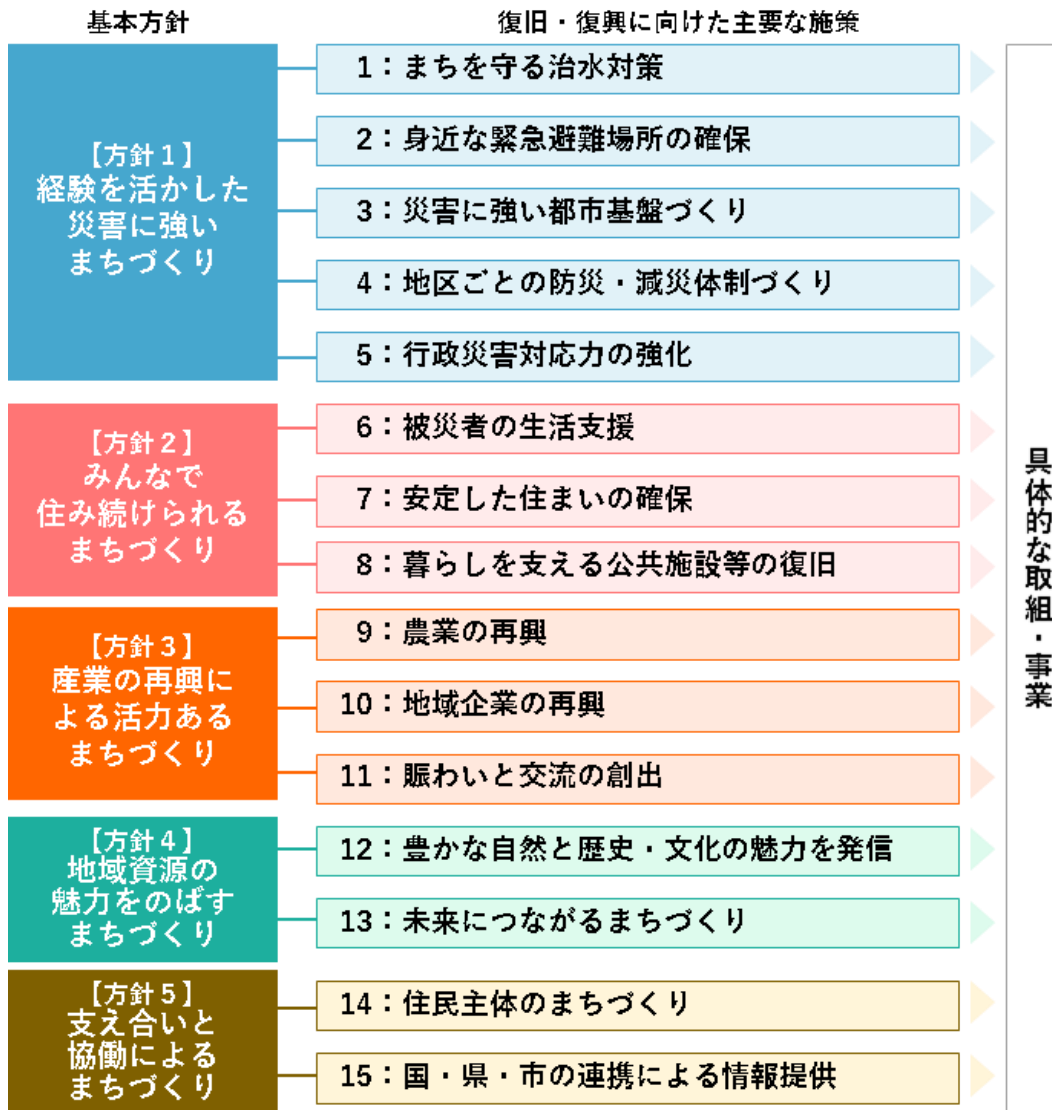 基本方針
復旧・復興に向けた主要な施策
【方針1】
経験を活かした
災害に強い
まちづくり
1：まちを守る治水対策
2：身近な緊急避難場所の確保
3：災害に強い都市基盤づくり
4：地区ごとの防災・減災体制づくり
5：行政災害対応力の強化
【方針2】
みんなで
住み続けられる
まちづくり
6：被災者の生活支援
7：安定した住まいの確保
8：暮らしを支える公共施設等の復旧
【方針3】
産業の再興に
よる活力ある
まちづくり
9：農業の再興
10：地域企業の再興
11：賑わいと交流の創出
【方針4】
地域資源の
魅力をのばす
まちづくり
12：豊かな自然と歴史・文化の魅力を発信
13：未来につながるまちづくり
【方針5】
支え合いと
協働による
まちづくり
14：住民主体のまちづくり
15：国・県・市の連携による情報提供
具体的な取組・事業